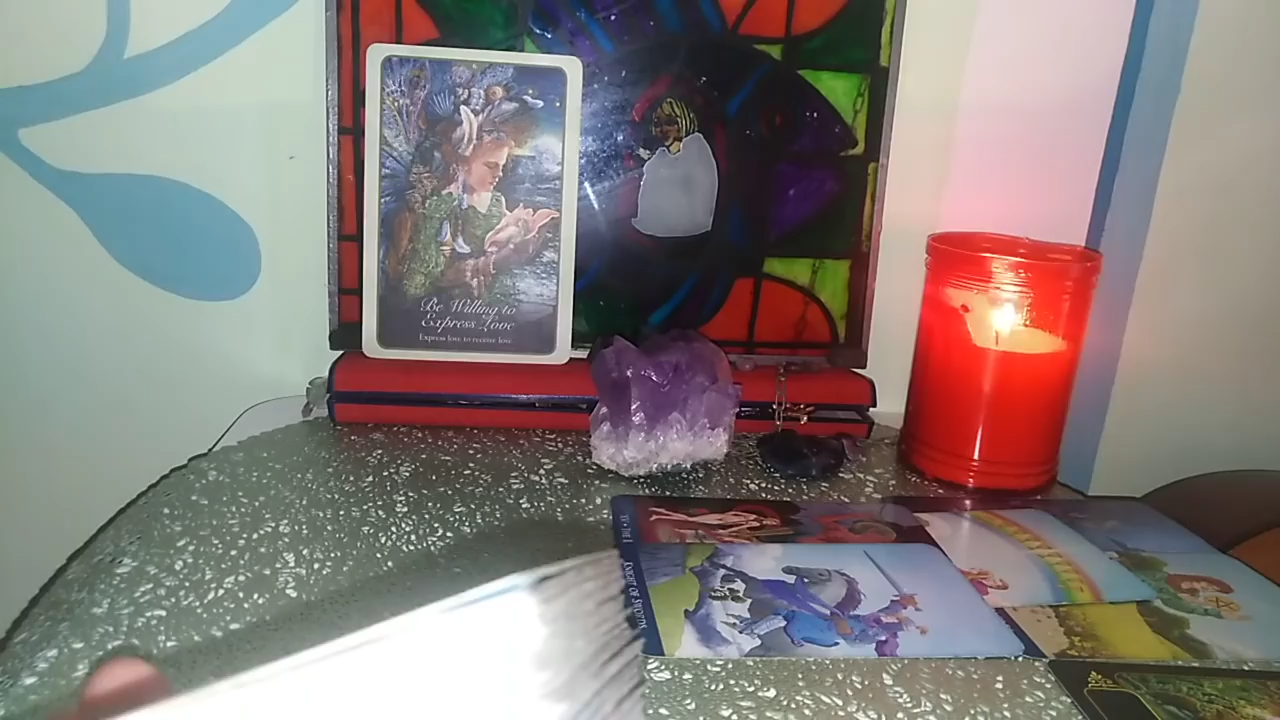 Be Willing to
Express Love
Express love to receive love.
KNIGHT OF SWORDS